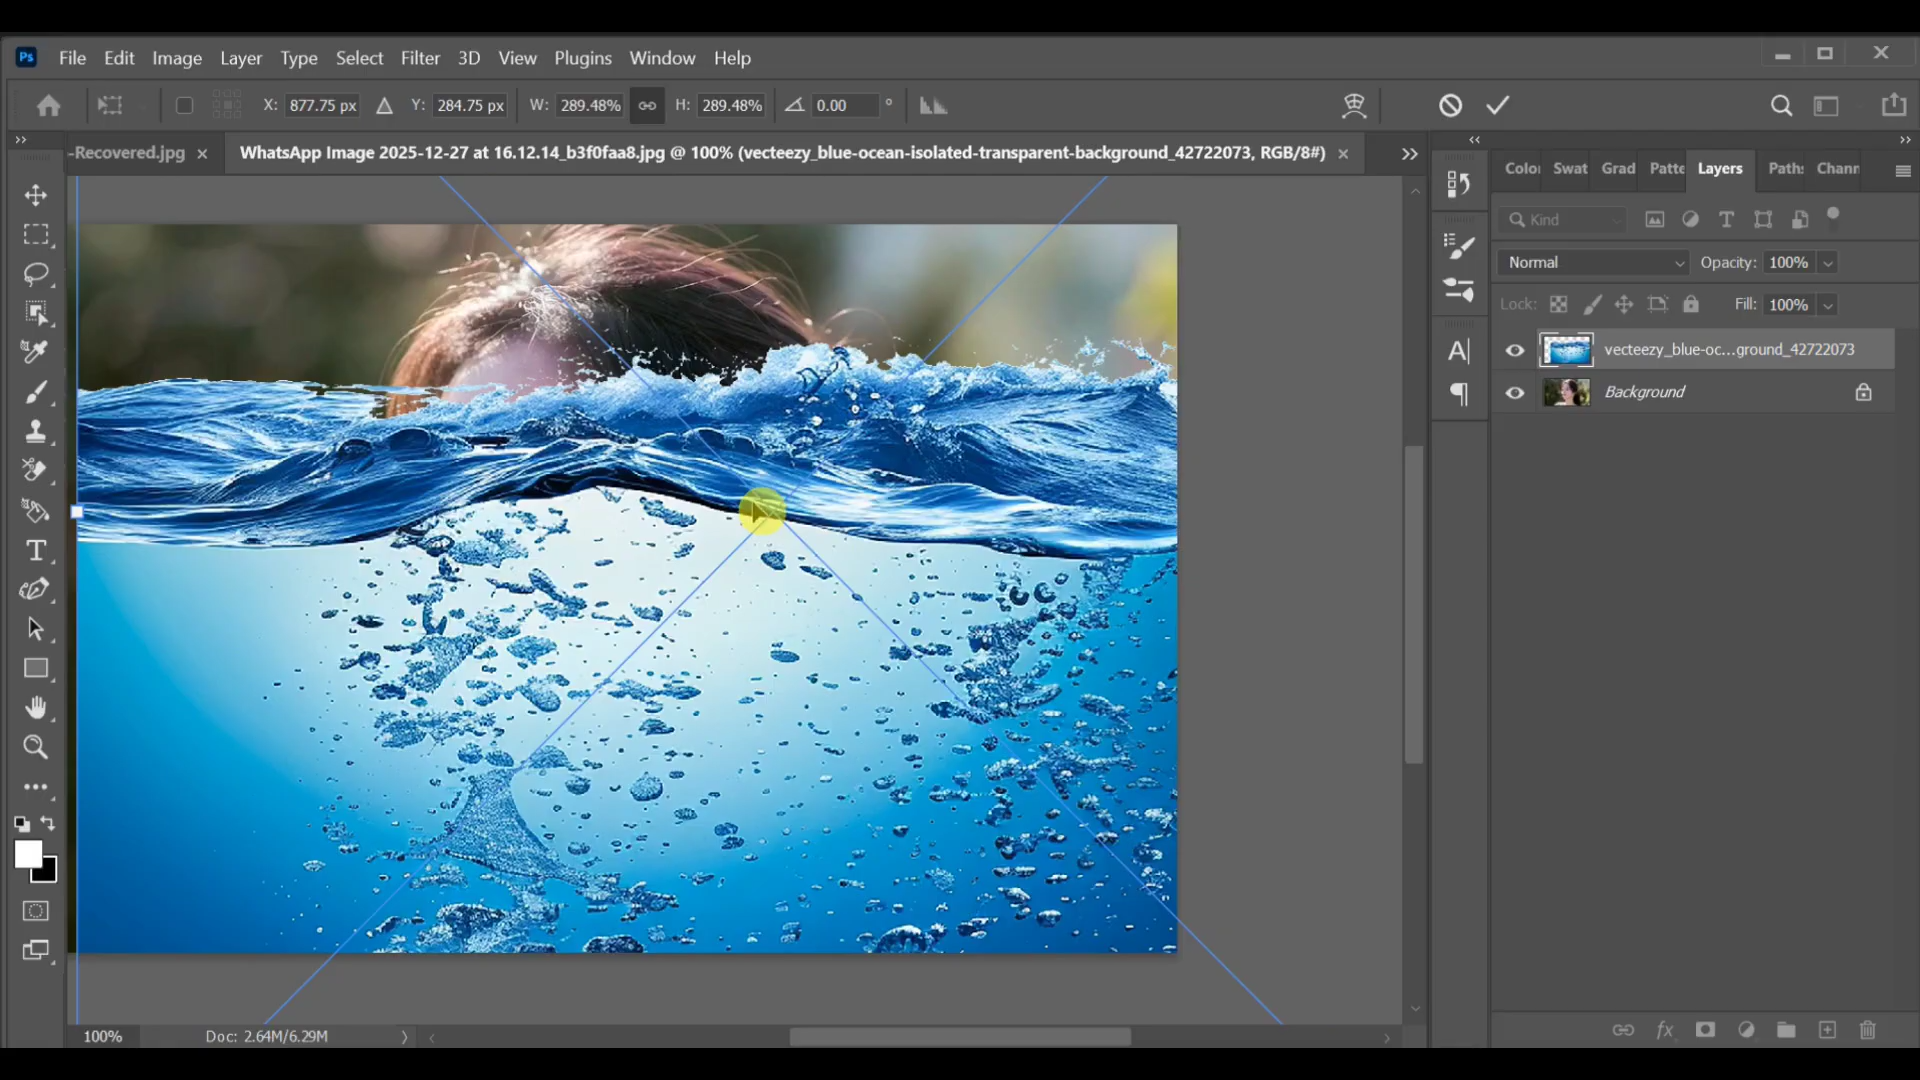 Ps File Edit Image Layer Type Select Filter 3D View Plugins Window Help
X: 877.75 px Y: 284.75 px W: 289.48% H: 289.48% 0.00 °
-Recovered.jpg × WhatsApp Image 2025-12-27 at 16.12.14_b3f0faa8.jpg @ 100% (vecteezy_blue-ocean-isolated-transparent-background_42722073, RGB/8#) ×
Color Swat Grad Patte Layers Paths Chann
Kind
Normal Opacity: 100%
Lock: Fill: 100%
vecteezy_blue-oc...ground_42722073
Background
100% Doc: 2.64M/6.29M